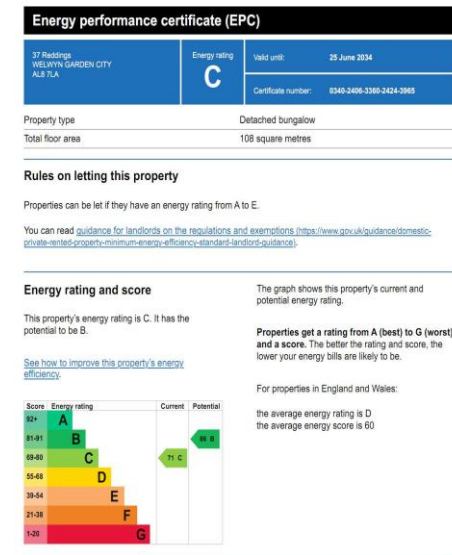 Energy performance certificate (EPC)
37 Reddings
WELWYN GARDEN CITY
AL8 7LA
Energy rating
C
Valid until: 25 June 2034
Certificate number: 0340-2406-3360-2424-3965
Property type Detached bungalow
Total floor area 108 square metres
Rules on letting this property
Properties can be let if they have an energy rating from A to E.
You can read guidance for landlords on the regulations and exemptions (https://www.gov.uk/guidance/domestic-
private-rented-property-minimum-energy-efficiency-standard-landlord-guidance).
Energy rating and score
This property's energy rating is C. It has the
potential to be B.
See how to improve this property's energy
efficiency.
Score Energy rating Current Potential
92+ A
81-91 B 86 B
69-80 C 71 C
55-68 D
39-54 E
21-38 F
1-20 G
The graph shows this property's current and
potential energy rating.
Properties get a rating from A (best) to G (worst)
and a score. The better the rating and score, the
lower your energy bills are likely to be.
For properties in England and Wales:
the average energy rating is D
the average energy score is 60